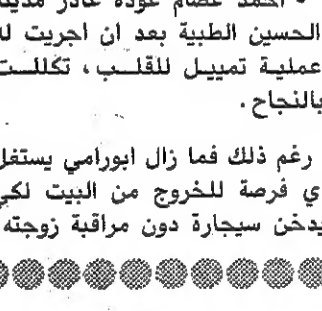 • احمد عصام عودة غادر مدينة
الحسين الطبية بعد ان اجريت له
عملية تمييل للقلب، تكللت
بالنجاح.
رغم ذلك فما زال ابورامي يستغل
ي فرصة للخروج من البيت لكي
يدخن سيجارة دون مراقبة زوجته